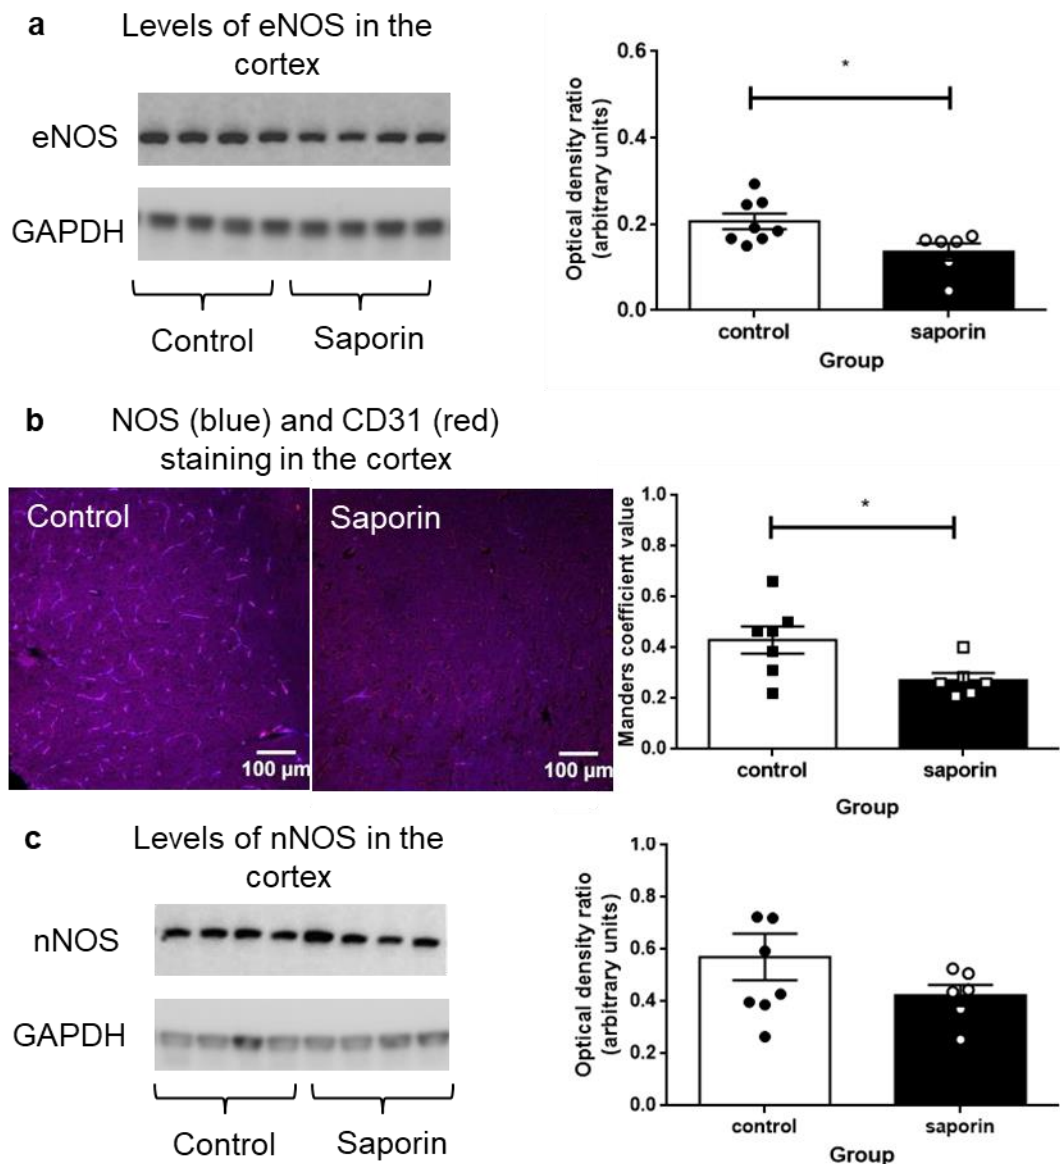 a
Levels of eNOS in the
cortex
eNOS
GAPDH
Control
Saporin
Optical density ratio
(arbitrary units)
0.6
0.4
0.2
0.0
*
control
saporin
Group
b
NOS (blue) and CD31 (red)
staining in the cortex
Control
100 µm
Saporin
100 µm
Manders coefficient value
1.0
0.8
0.6
0.4
0.2
0.0
*
control
saporin
Group
c
Levels of nNOS in the
cortex
nNOS
GAPDH
Control
Saporin
Optical density ratio
(arbitrary units)
1.0
0.8
0.6
0.4
0.2
0.0
control
saporin
Group